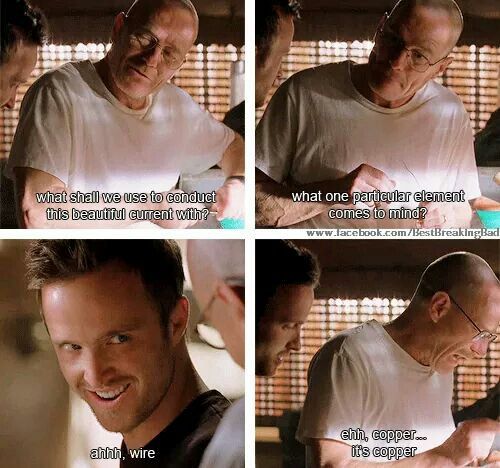 what shall we use to conduct
this beautiful current with?
what one particular element
comes to mind?
www.facebook.com/BestBreakingBad
ahhh, wire
ehh, copper...
it's copper